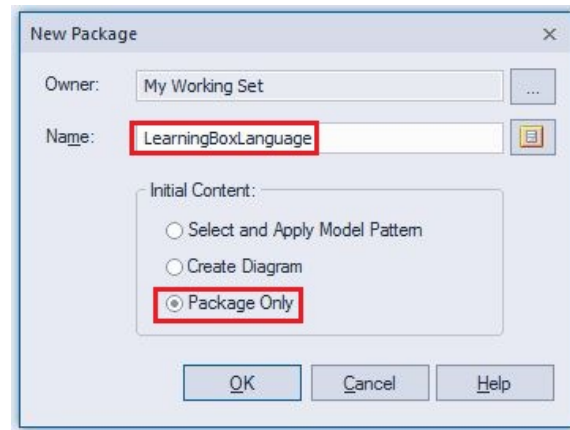 New Package
Owner: My Working Set ...
Name: LearningBoxLanguage
Initial Content:
Select and Apply Model Pattern
Create Diagram
Package Only
OK Cancel Help